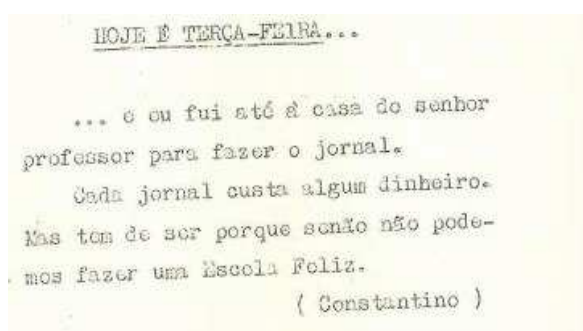 HOJE É TERÇA-FEIRA...
... e eu fui até á casa do senhor
professor para fazer o jornal.
Cada jornal custa algum dinheiro.
Mas tem de ser porque senão não pode-
mos fazer uma Escola Feliz.
( Constantino )